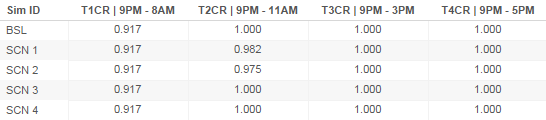 Sim ID T1CR | 9PM - 8AM T2CR | 9PM - 11AM T3CR | 9PM - 3PM T4CR | 9PM - 5PM
BSL 0.917 1.000 1.000 1.000
SCN 1 0.917 0.982 1.000 1.000
SCN 2 0.917 0.975 1.000 1.000
SCN 3 0.917 1.000 1.000 1.000
SCN 4 0.917 1.000 1.000 1.000